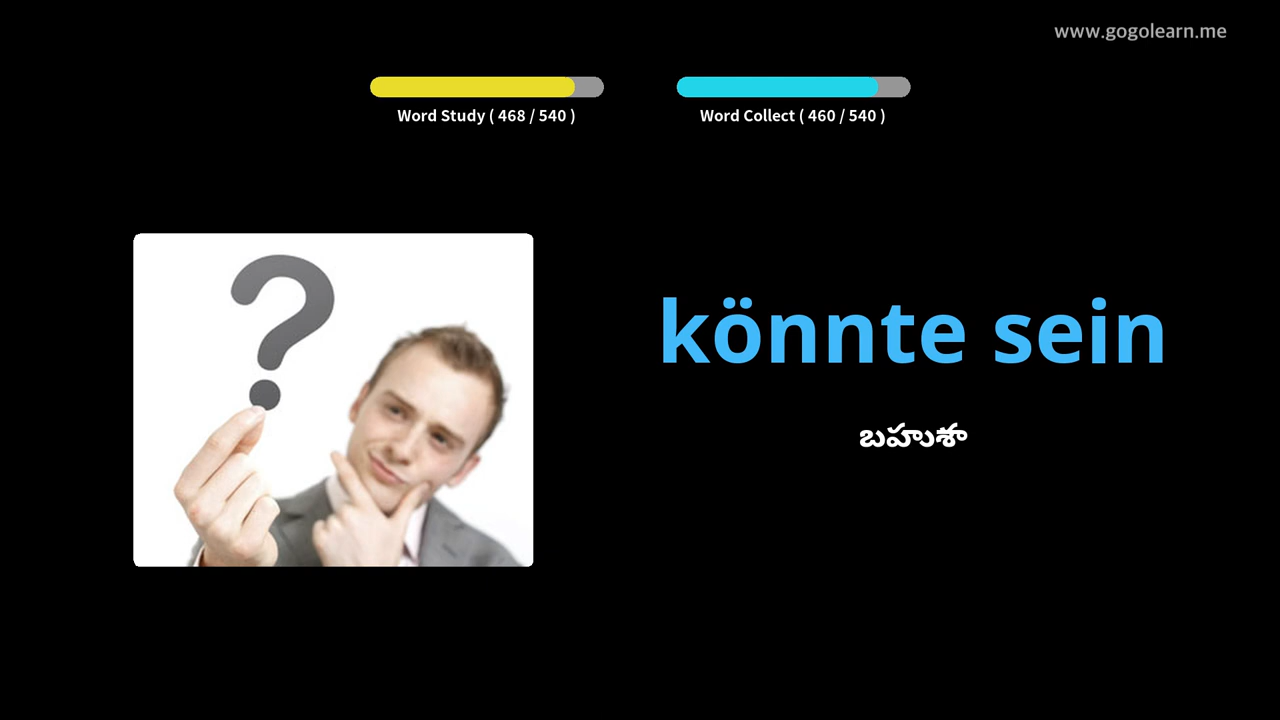 www.gogolearn.me
Word Study ( 468 / 540 )
Word Collect ( 460 / 540 )
?
könnte sein
బహుశా